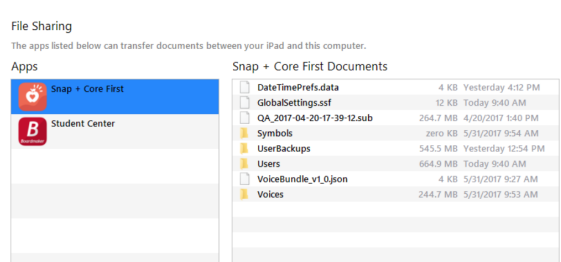 File Sharing
The apps listed below can transfer documents between your iPad and this computer.
Apps
Snap + Core First Documents
Snap + Core First
B
Boardmaker
Student Center
DateTimePrefs.data 4 KB Yesterday 4:12 PM
GlobalSettings.ssf 12 KB Today 9:40 AM
QA_2017-04-20-17-39-12.sub 264.7 MB 4/20/2017 1:40 PM
Symbols zero KB 5/31/2017 9:54 AM
UserBackups 545.5 MB Yesterday 12:54 PM
Users 664.9 MB Today 9:40 AM
VoiceBundle_v1_0.json 4 KB 5/31/2017 9:27 AM
Voices 244.7 MB 5/31/2017 9:53 AM